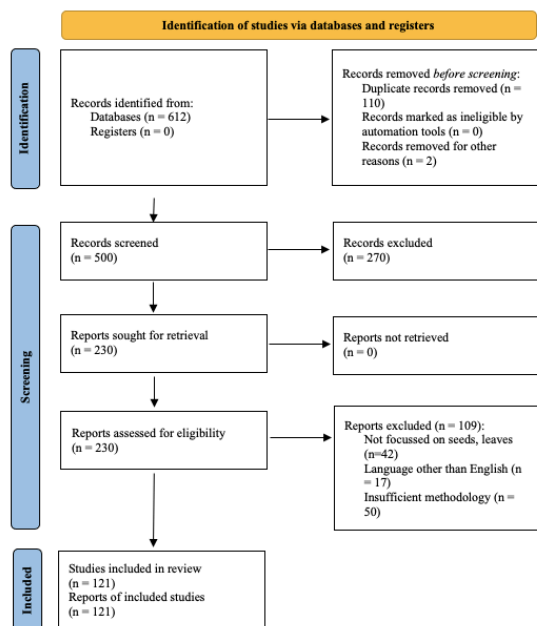 Identification of studies via databases and registers
Identification
Records identified from:
Databases (n = 612)
Registers (n = 0)
Records removed before screening:
Duplicate records removed (n =
110)
Records marked as ineligible by
automation tools (n = 0)
Records removed for other
reasons (n = 2)
Screening
Records screened
(n = 500)
Records excluded
(n = 270)
Reports sought for retrieval
(n = 230)
Reports not retrieved
(n = 0)
Reports assessed for eligibility
(n = 230)
Reports excluded (n = 109):
Not focussed on seeds, leaves
(n=42)
Language other than English (n
= 17)
Insufficient methodology (n =
50)
Included
Studies included in review
(n = 121)
Reports of included studies
(n = 121)